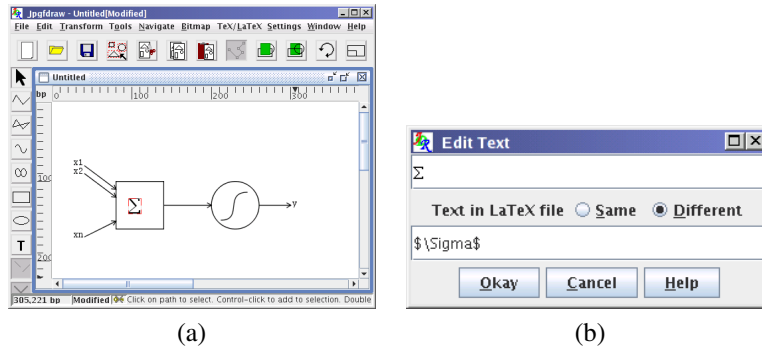 Jpgfdraw - Untitled[Modified]
File Edit Transform Tools Navigate Bitmap TeX/LaTeX Settings Window Help
Untitled
bp 0 100 200 300
x1
x2
100
Σ
y
xn
T
200
305,221 bp Modified Click on path to select. Control-click to add to selection. Double
(a)
Edit Text
Σ
Text in LaTeX file Same Different
$\Sigma$
Okay Cancel Help
(b)